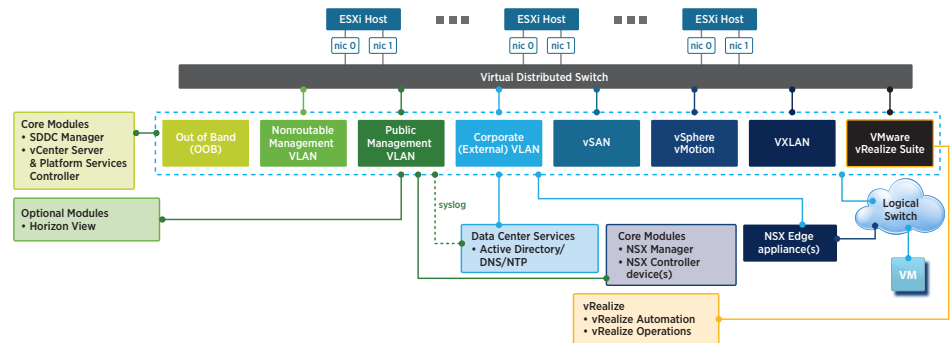 ESXi Host
ESXi Host
ESXi Host
nic 0
nic 1
nic 0
nic 1
nic 0
nic 1
Virtual Distributed Switch
Core Modules
• SDDC Manager
• vCenter Server
& Platform Services
Controller
Out of Band
(OOB)
Nonroutable
Management
VLAN
Public
Management
VLAN
Corporate
(External) VLAN
vSAN
vSphere
vMotion
VXLAN
VMware
vRealize Suite
Optional Modules
• Horizon View
syslog
Logical
Switch
Data Center Services
• Active Directory/
DNS/NTP
Core Modules
• NSX Manager
• NSX Controller
device(s)
NSX Edge
appliance(s)
VM
vRealize
• vRealize Automation
• vRealize Operations